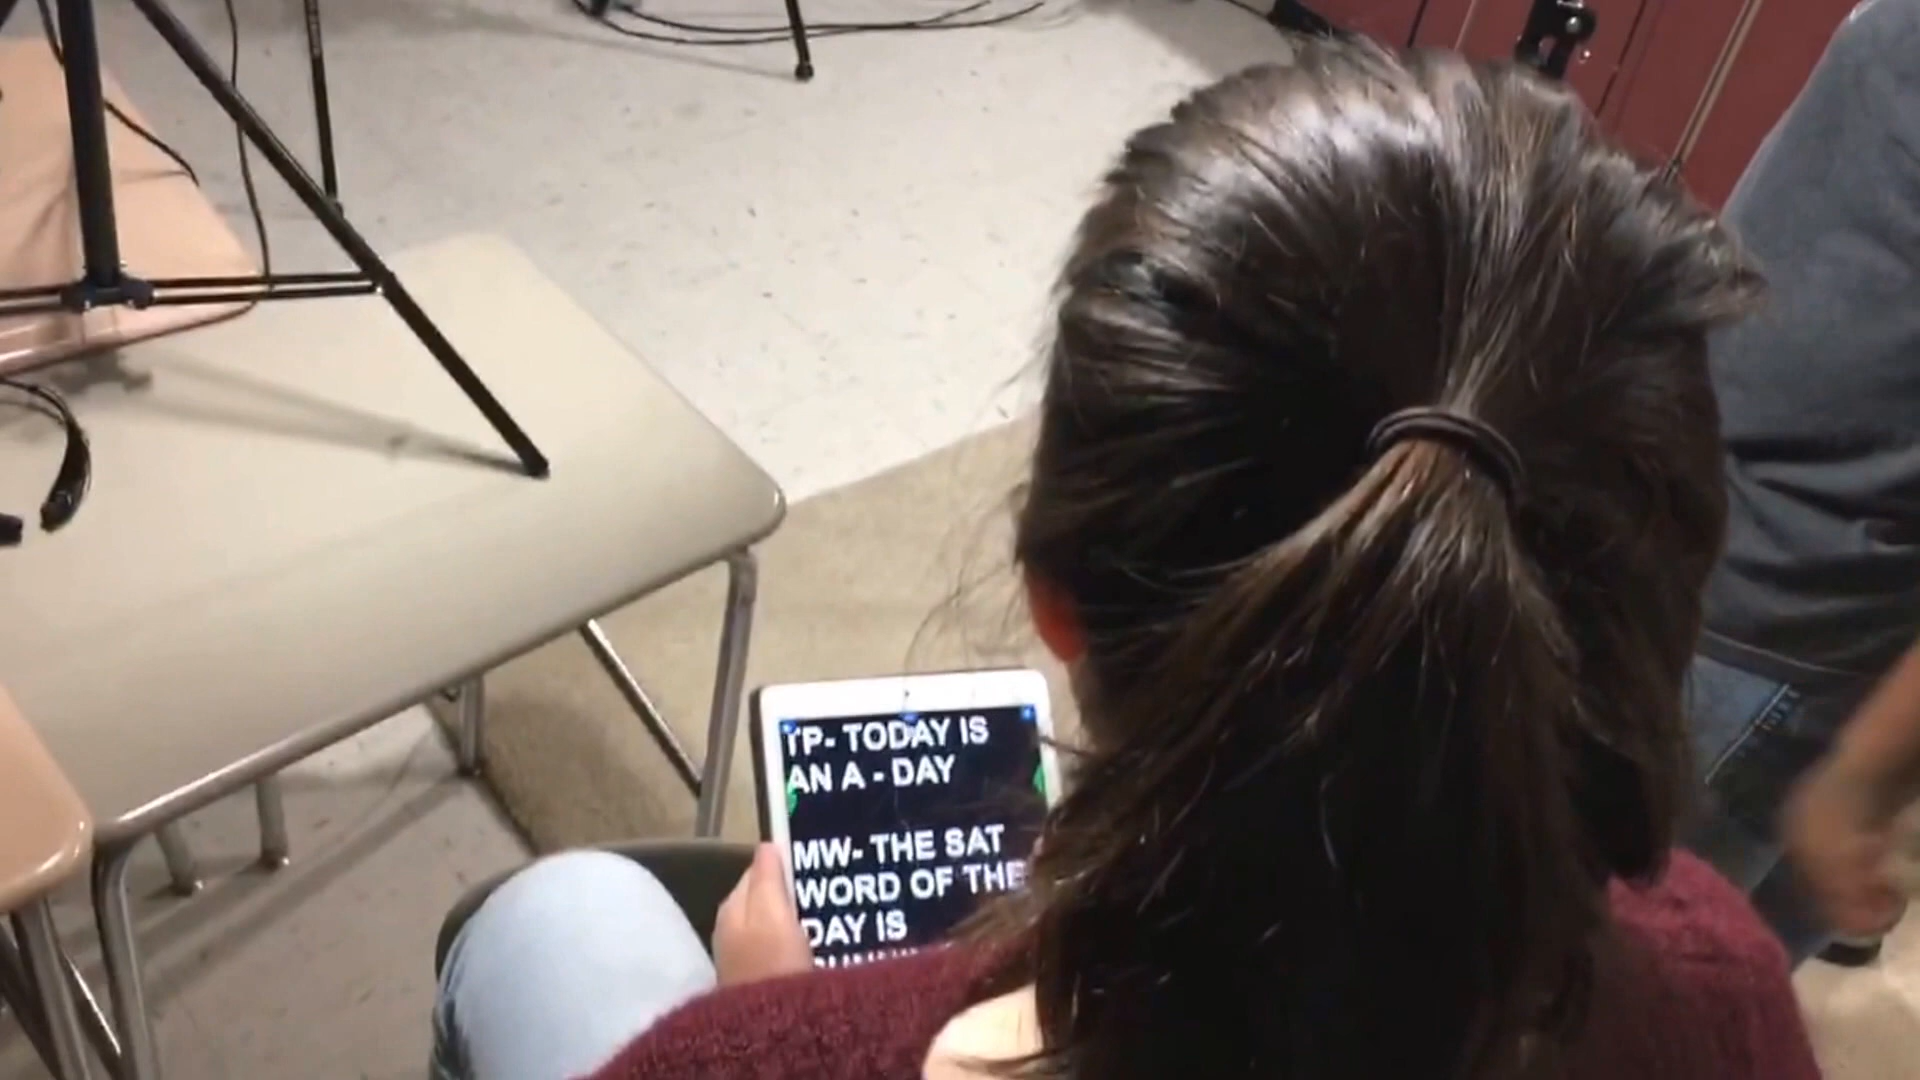 TP- TODAY IS
AN A - DAY
MW- THE SAT
WORD OF THE
DAY IS